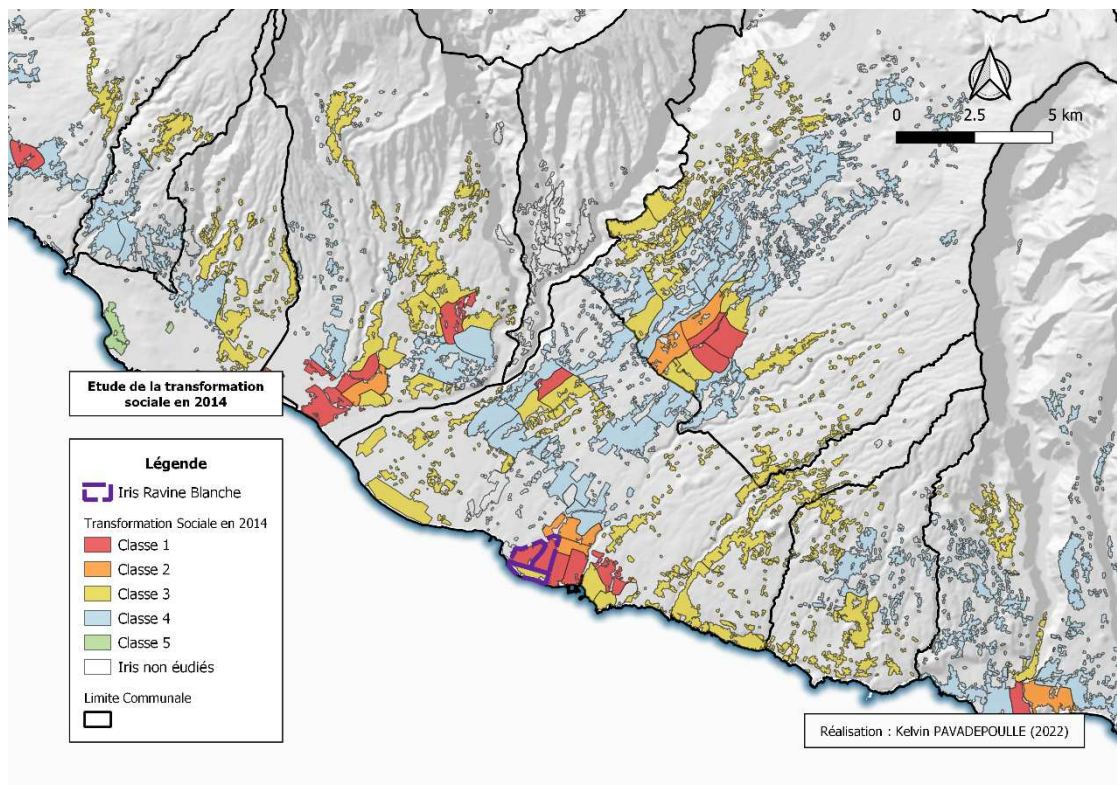 0 2.5 5 km
Etude de la transformation
sociale en 2014
Légende
Iris Ravine Blanche
Transformation Sociale en 2014
Classe 1
Classe 2
Classe 3
Classe 4
Classe 5
Iris non éudiés
Limite Communale
Réalisation : Kelvin PAVADEPOULLE (2022)